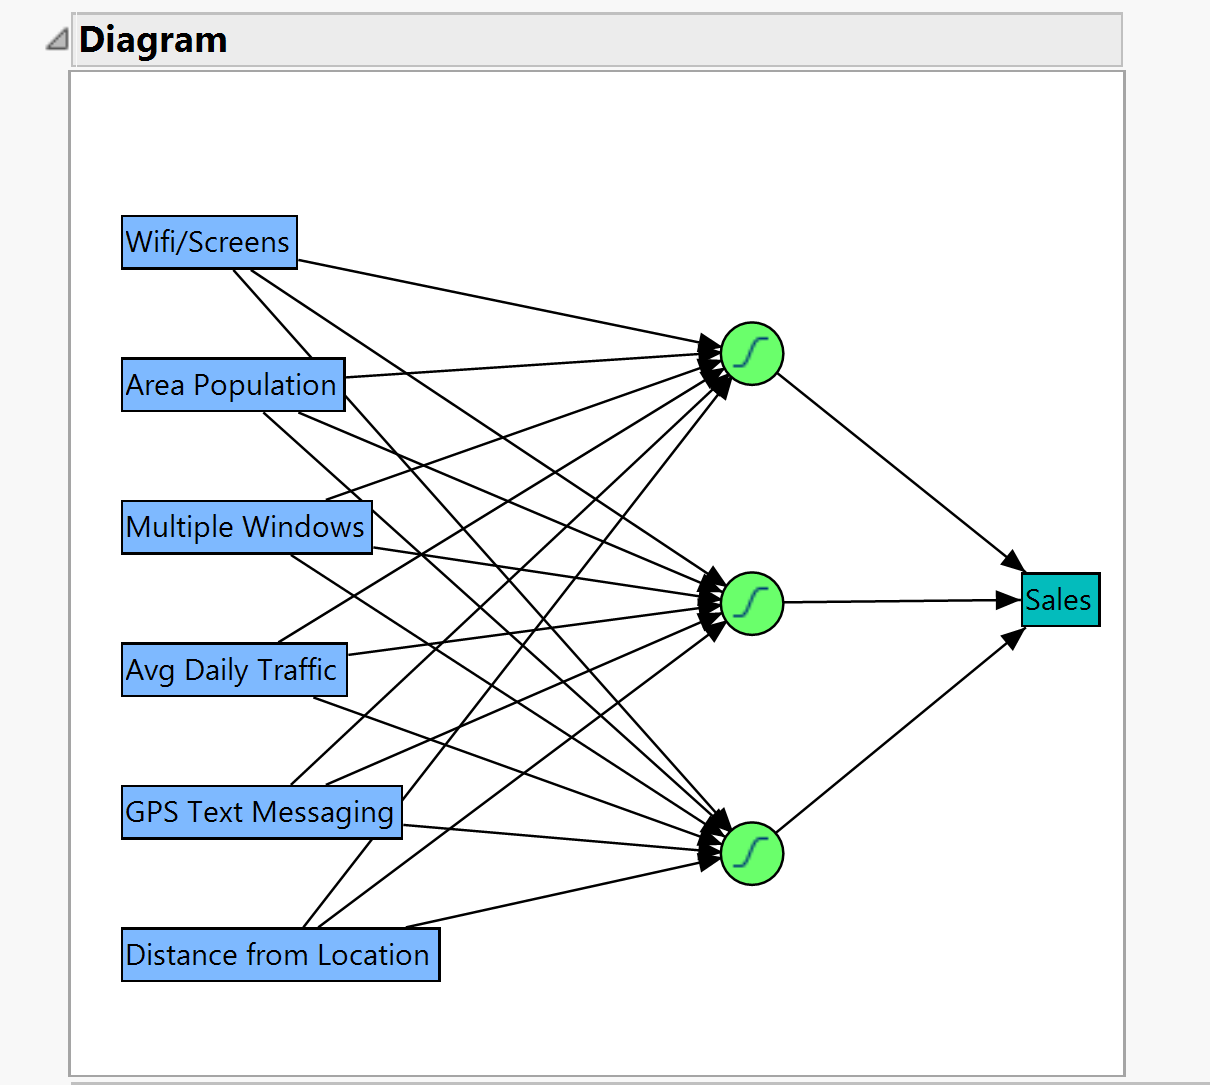 Diagram
Wifi/Screens
Area Population
Multiple Windows
Avg Daily Traffic
GPS Text Messaging
Distance from Location
Sales